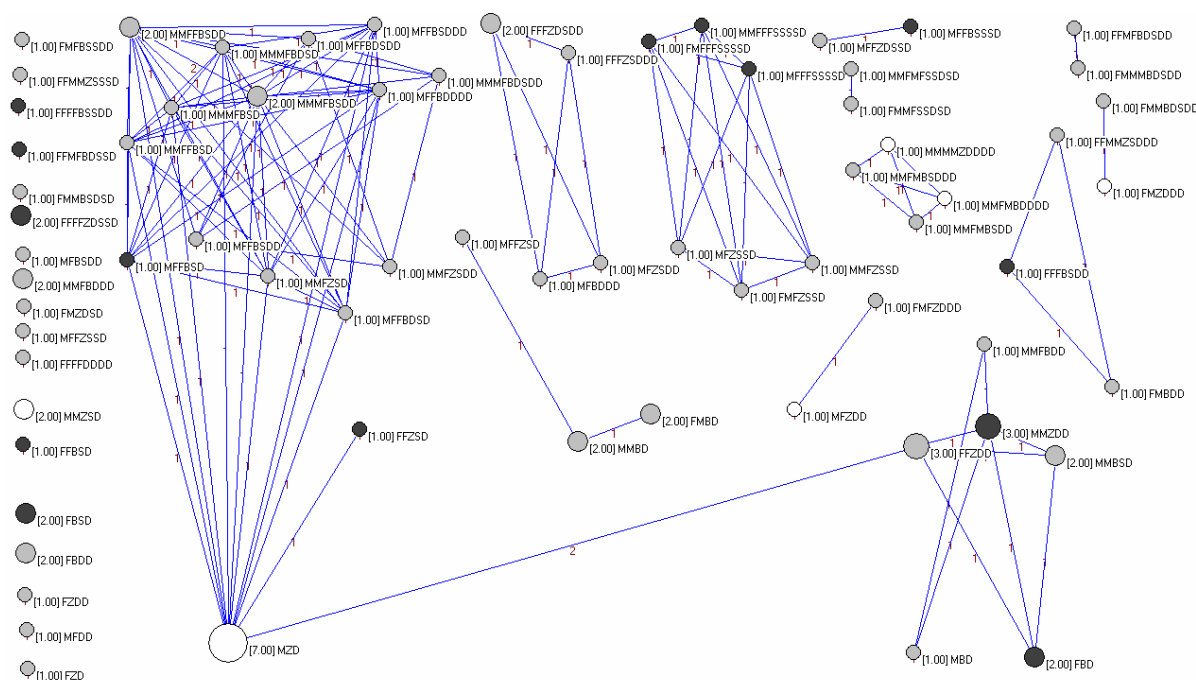 [1.00] FMFBSSDD
[1.00] FFMMZSSSD
[1.00] FFFFBSSDD
[1.00] FFMFBDSSD
[1.00] FMMBSDSD
[2.00] FFFFZDSSD
[1.00] MFBSDD
[2.00] MMFBDDD
[1.00] FMZDSD
[1.00] MFFZSSD
[1.00] FFFFDDDD
[2.00] MMZSD
[1.00] FFBSD
[2.00] FBSD
[2.00] FBDD
[1.00] FZDD
[1.00] MFDD
[1.00] FZD
[2.00] MMFFBSDD
[1.00] MFFBDSDD
[1.00] MFFBSDDD
[1.00] MMMFBDSD
[1.00] MMMFBDSDD
[2.00] MMMFBSDD
[1.00] MFFBDDDD
[1.00] MMMFBSD
[1.00] MMFFBSD
[1.00] MFFBSDD
[1.00] MFFBSD
[1.00] MMFZSD
[1.00] MMFZSDD
[1.00] MFFBDSD
[1.00] FFZSD
[7.00] MZD
[2.00] FFFZDSDD
[1.00] FFFZSDDD
[1.00] MFZSDD
[1.00] MFBDDD
[1.00] MFFZSD
[2.00] MMBD
[2.00] FMBD
[1.00] MMFFFSSSSD
[1.00] FMFFFSSSSD
[1.00] MFFFSSSSD
[1.00] MFZSSD
[1.00] MMFZSSD
[1.00] FMFZSSD
[1.00] MFFBSSSD
[1.00] MFFZDSSD
[1.00] MMFMFSSDSD
[1.00] FMMFSSDSD
[1.00] MMMMZDDDD
[1.00] MMFMBSDDD
[1.00] MMFMBDDDD
[1.00] MMFMBSDD
[1.00] FFMFBDSD
[1.00] FMMMBDSD
[1.00] FMMBDSDD
[1.00] FMZDDD
[1.00] FFMMZSDDD
[1.00] FFFBSDD
[1.00] FMBDD
[1.00] FMFZDDD
[1.00] MFZDD
[1.00] MMFBDD
[3.00] MMZDD
[3.00] FFZDD
[2.00] MMBSD
[1.00] MBD
[2.00] FBD
1
2